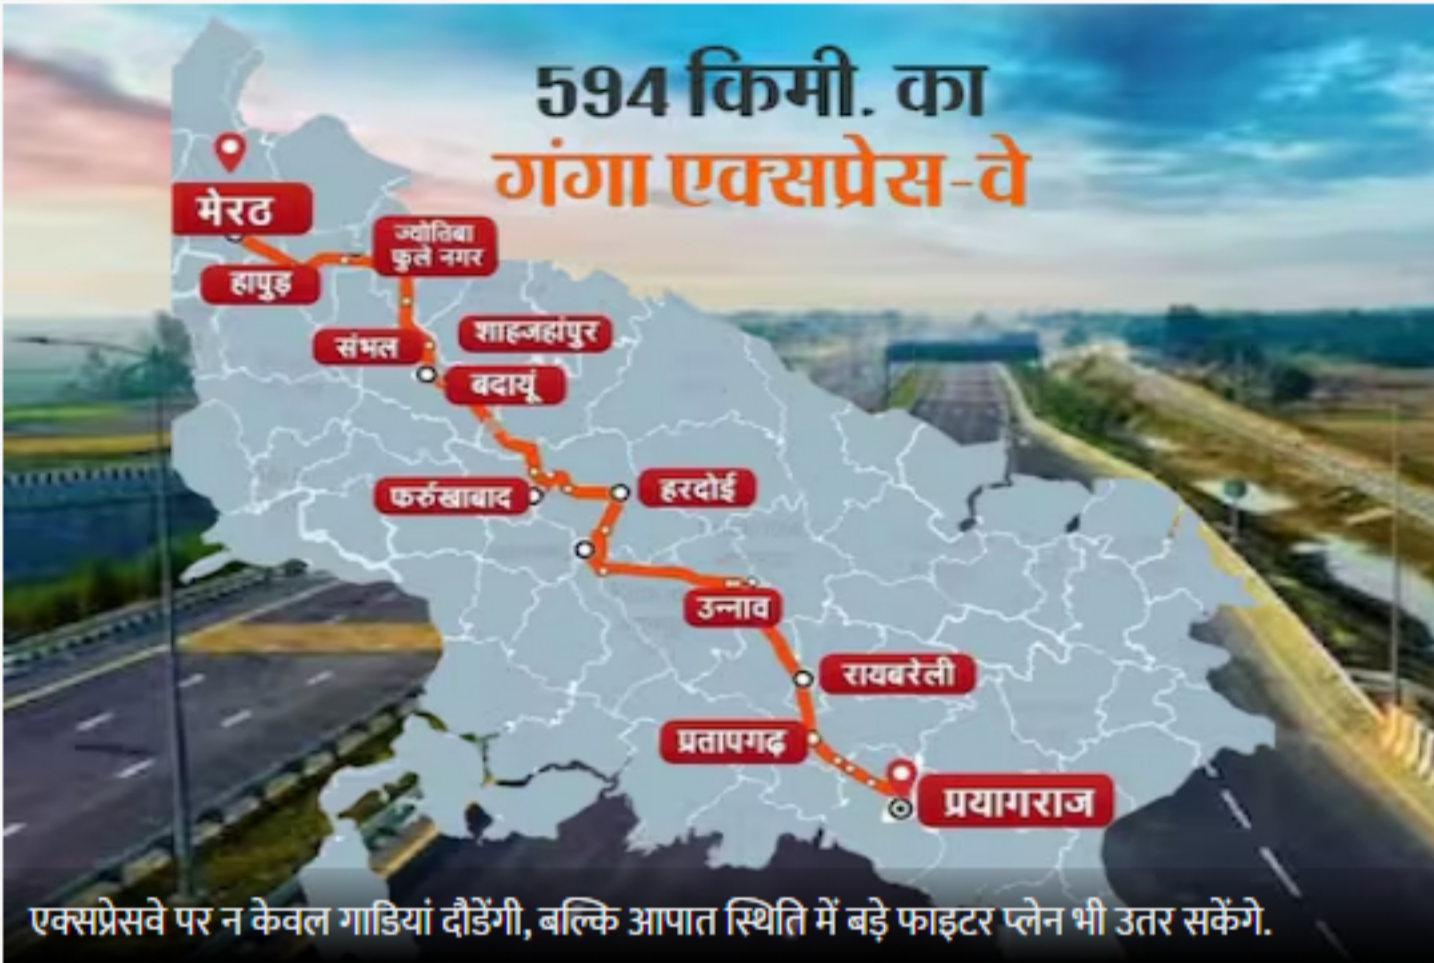 594 किमी. का
गंगा एक्सप्रेस-वे
मेरठ
ज्योतिबा
फुले नगर
हापुड़
शाहजहांपुर
संभल
बदायूं
फर्रुखाबाद
हरदोई
उन्नाव
रायबरेली
प्रतापगढ़
प्रयागराज
एक्सप्रेसवे पर न केवल गाडियां दौडेंगी, बल्कि आपात स्थिति में बड़े फाइटर प्लेन भी उतर सकेंगे.